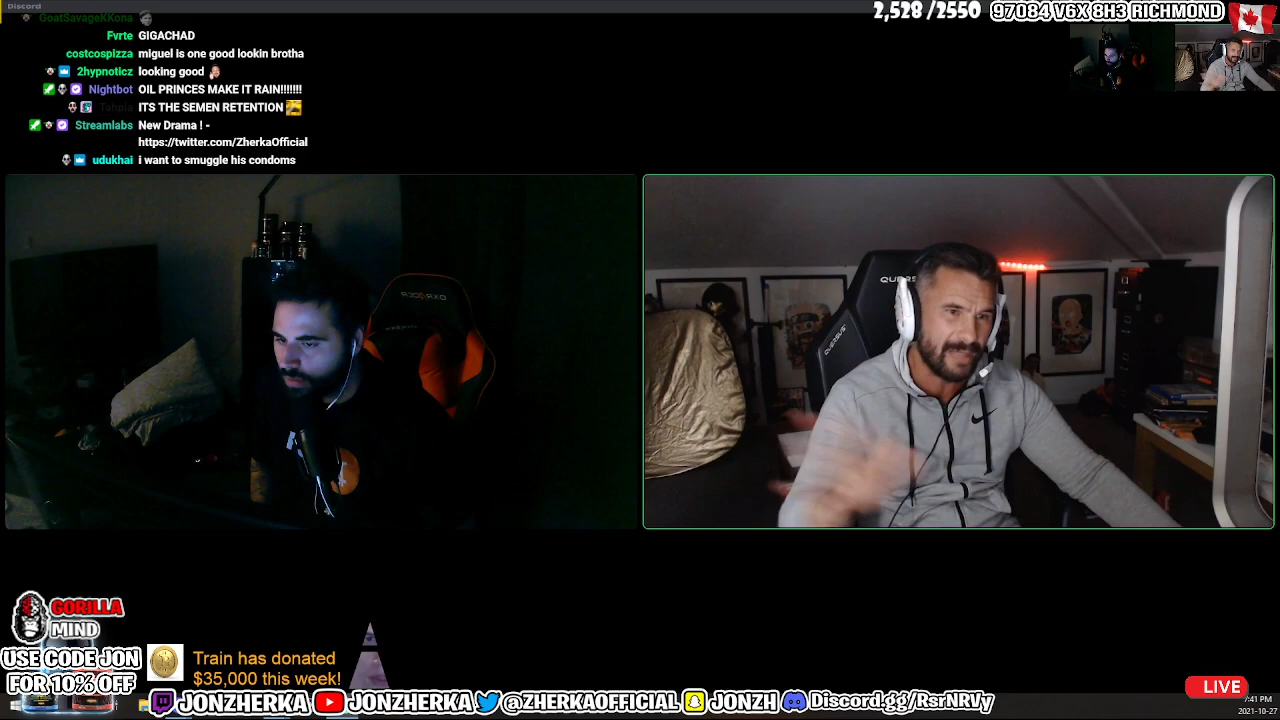 Discord
GoatSavageKKona
Fvrte GIGACHAD
costcospizza miguel is one good lookin brotha
2hypnoticz looking good
Nightbot OIL PRINCES MAKE IT RAIN!!!!!!!
Tahpia ITS THE SEMEN RETENTION
Streamlabs New Drama ! -
https://twitter.com/ZherkaOfficial
udukhai i want to smuggle his condoms
2,528 /2550
97084 V6X 8H3 RICHMOND
GORILLA
MIND
USE CODE JON
FOR 10% OFF
Train has donated
$35,000 this week!
JONZHERKA JONZHERKA @ZHERKAOFFICIAL JONZH Discord.gg/RsrNRVy
LIVE
7:41 PM
2021-10-27